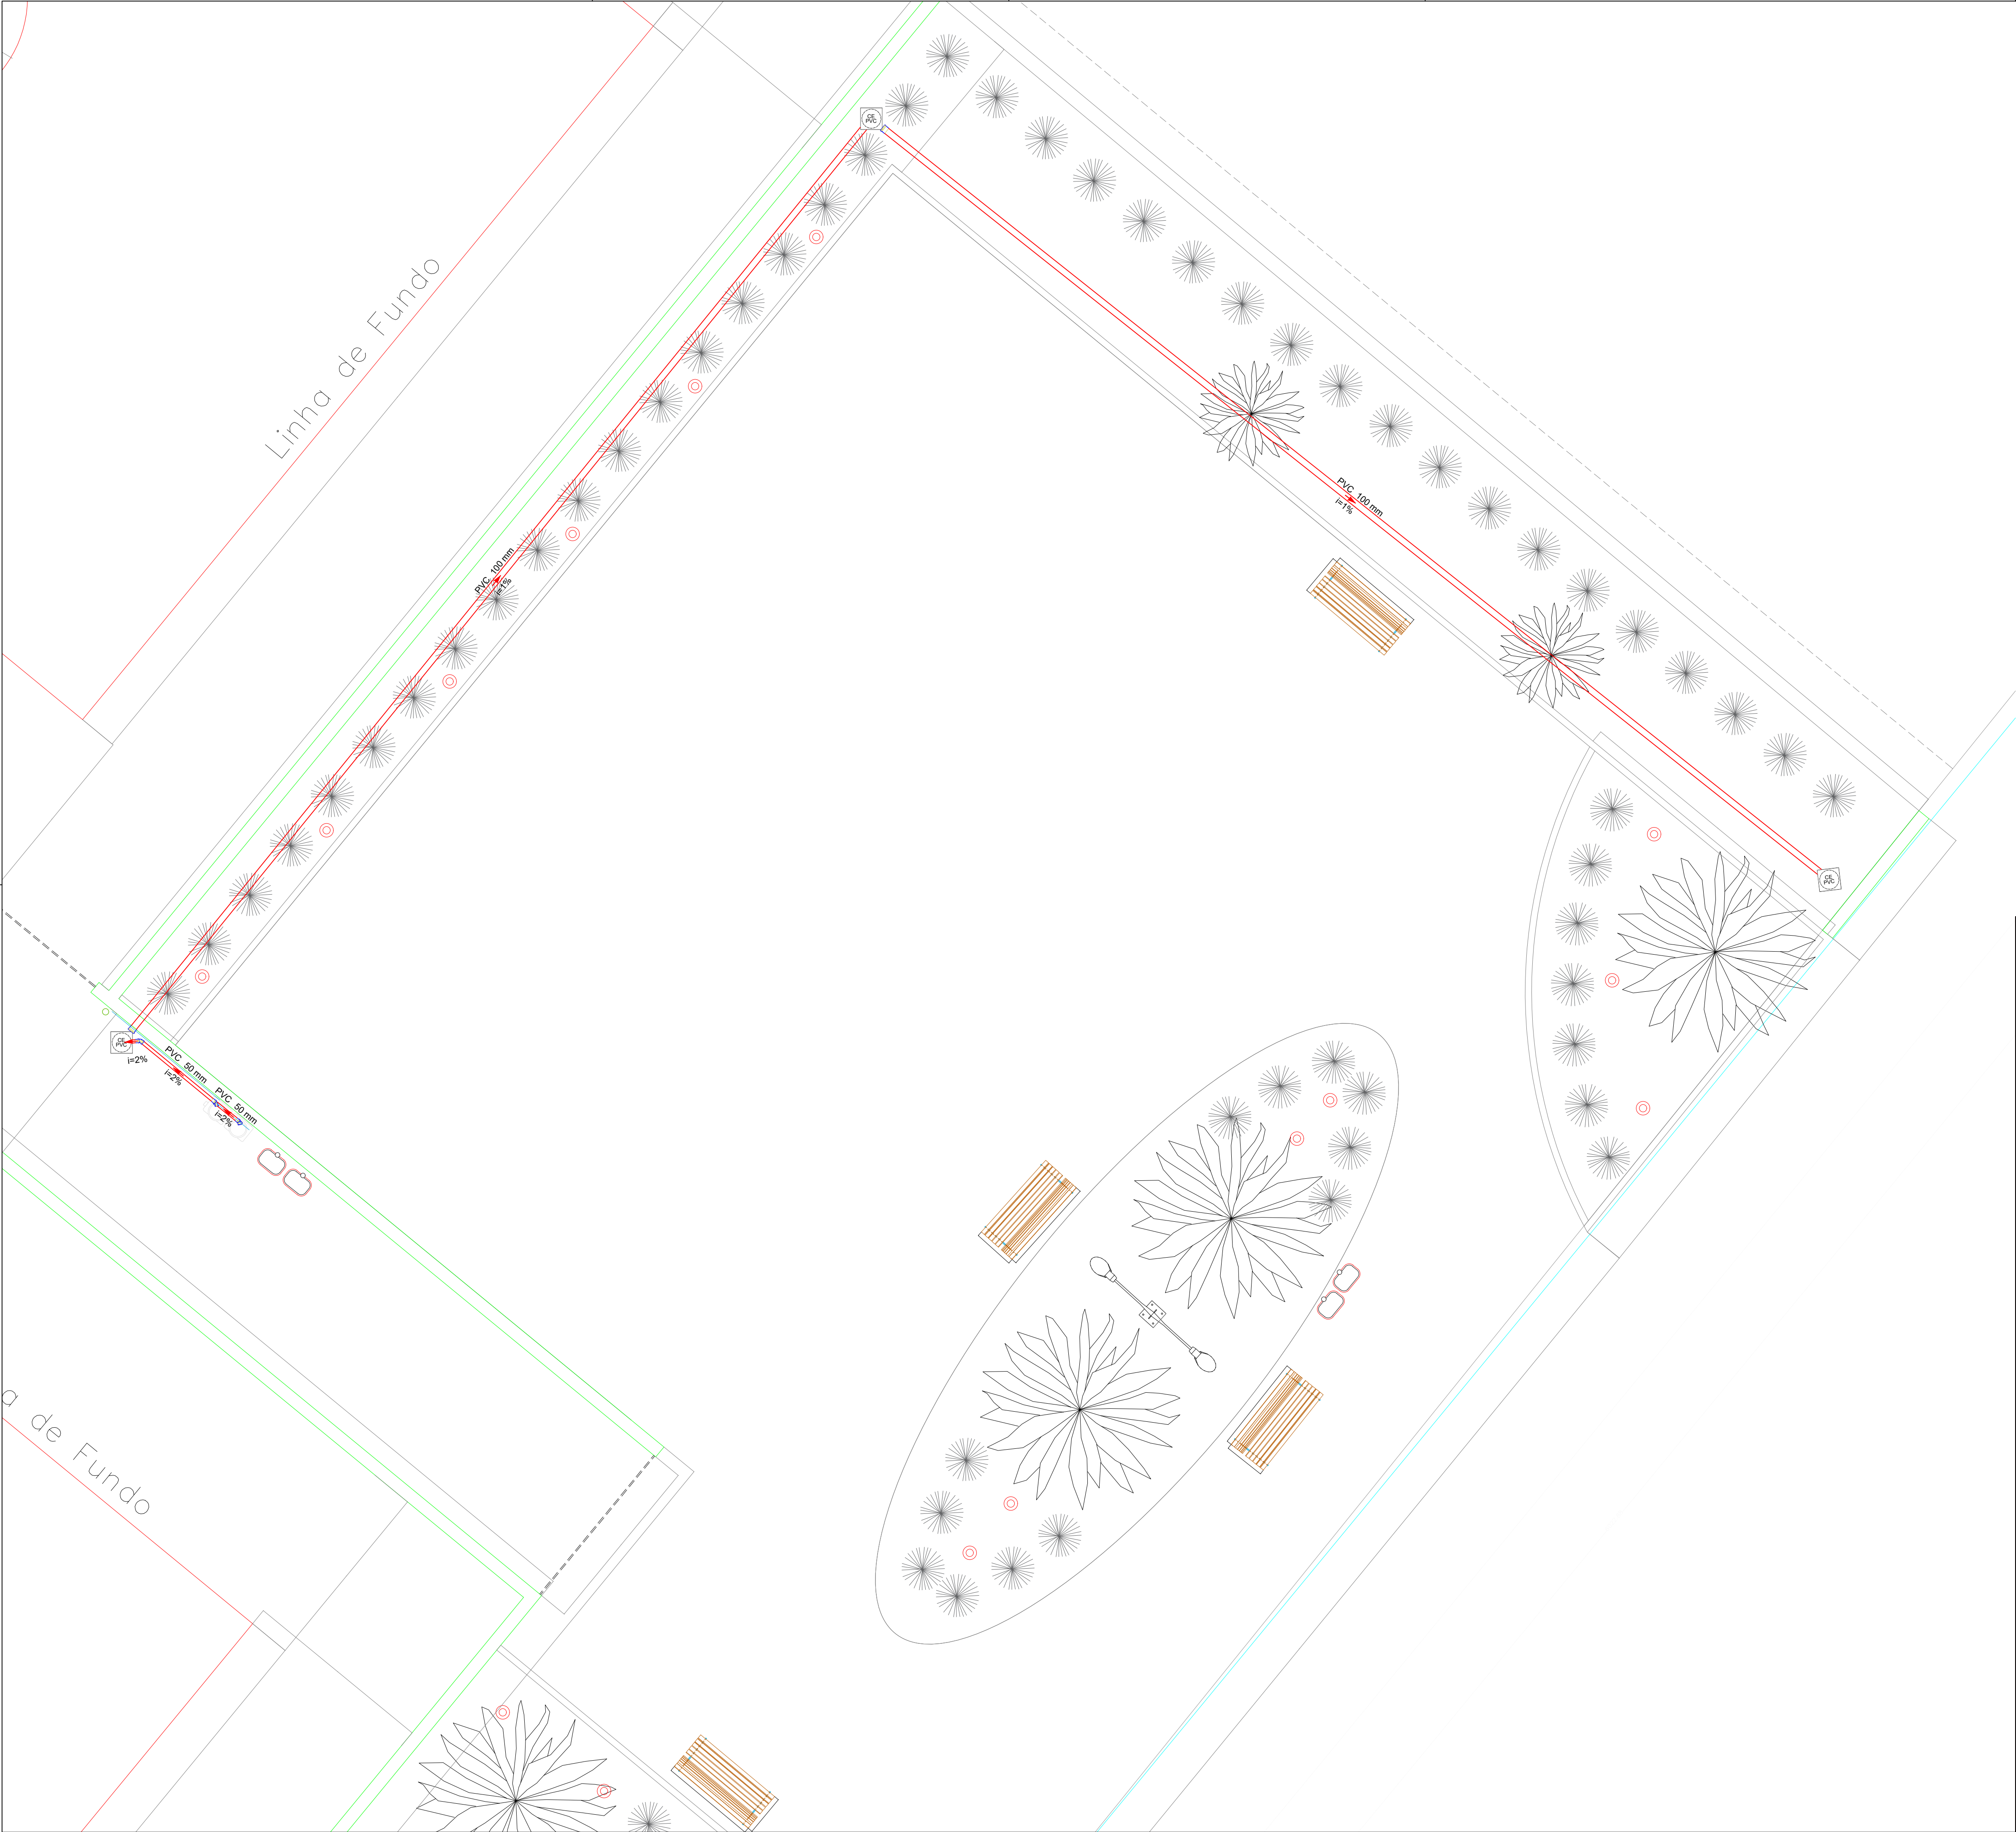 CE
PVC
Linha de Fundo
PVC 100 mm
i=1%
PVC 100 mm
i=1%
CE
PVC
CE
PVC
i=2%
PVC 50 mm
i=2%
PVC 50 mm
i=2%
a de Fundo